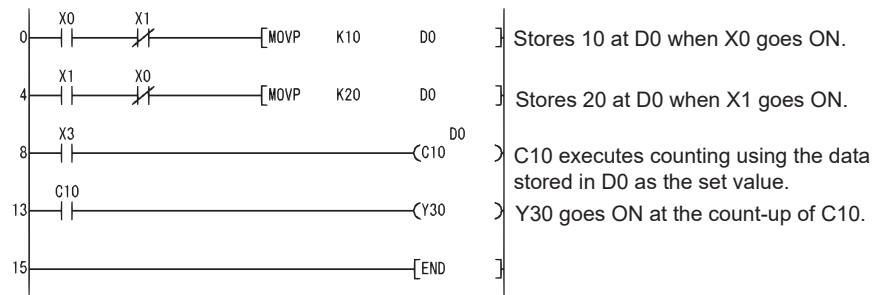 X0 X1
0 [MOVP K10 D0 ] Stores 10 at D0 when X0 goes ON.
X1 X0
4 [MOVP K20 D0 ] Stores 20 at D0 when X1 goes ON.
X3 D0
8 (C10 ) C10 executes counting using the data
stored in D0 as the set value.
C10
13 (Y30 ) Y30 goes ON at the count-up of C10.
15 [END ]